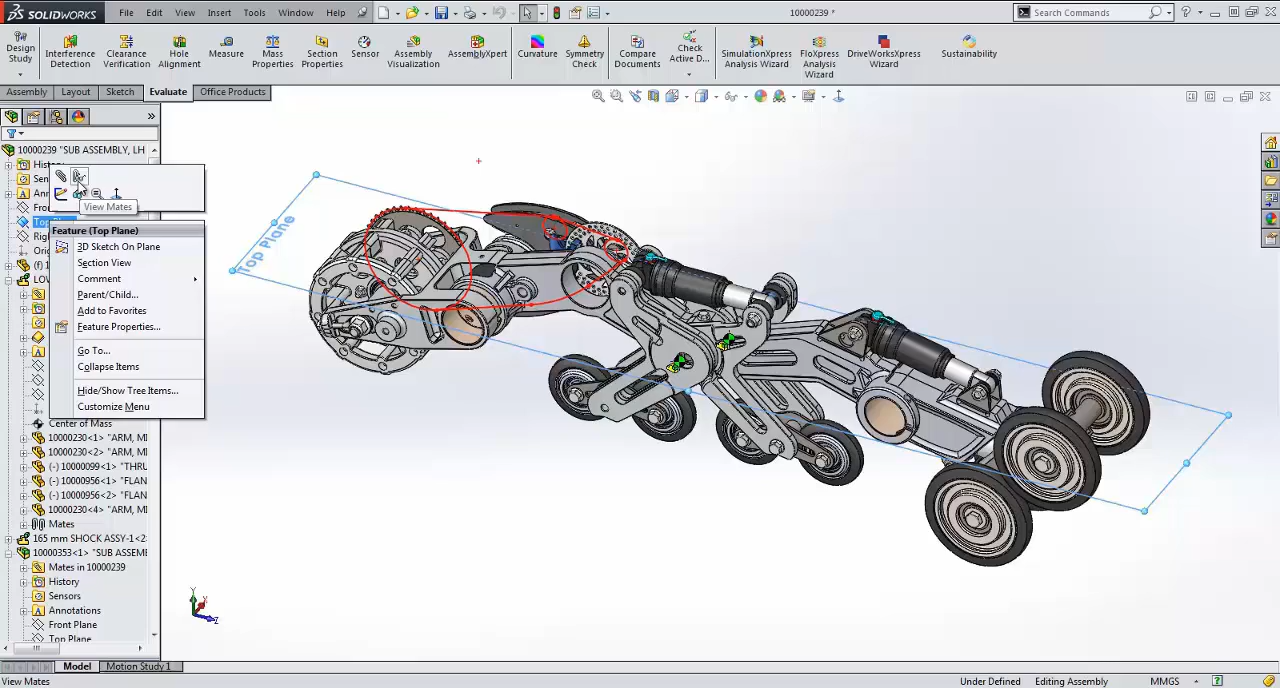 SOLIDWORKS File Edit View Insert Tools Window Help 10000239 * Search Commands
Design Study
Interference Detection
Clearance Verification
Hole Alignment
Measure
Mass Properties
Section Properties
Sensor
Assembly Visualization
AssemblyXpert
Curvature
Symmetry Check
Compare Documents
Check Active D...
SimulationXpress Analysis Wizard
FloXpress Analysis Wizard
DriveWorksXpress Wizard
Sustainability
Assembly Layout Sketch Evaluate Office Products
10000239 "SUB ASSEMBLY, LH
View Mates
Feature (Top Plane)
3D Sketch On Plane
Section View
Comment
Parent/Child...
Add to Favorites
Feature Properties...
Go To...
Collapse Items
Hide/Show Tree Items...
Customize Menu
Center of Mass
10000230<1> "ARM, MI
10000230<2> "ARM, MI
(-) 10000099<1> "THRU
(-) 10000956<1> "FLAN
(-) 10000956<2> "FLAN
10000230<4> "ARM, MI
Mates
165 mm SHOCK ASSY-1<2>
10000353<1> "SUB ASSEME
Mates in 10000239
History
Sensors
Annotations
Front Plane
Top Plane
Top Plane
Y
X
Z
Model Motion Study 1
View Mates Under Defined Editing Assembly MMGS